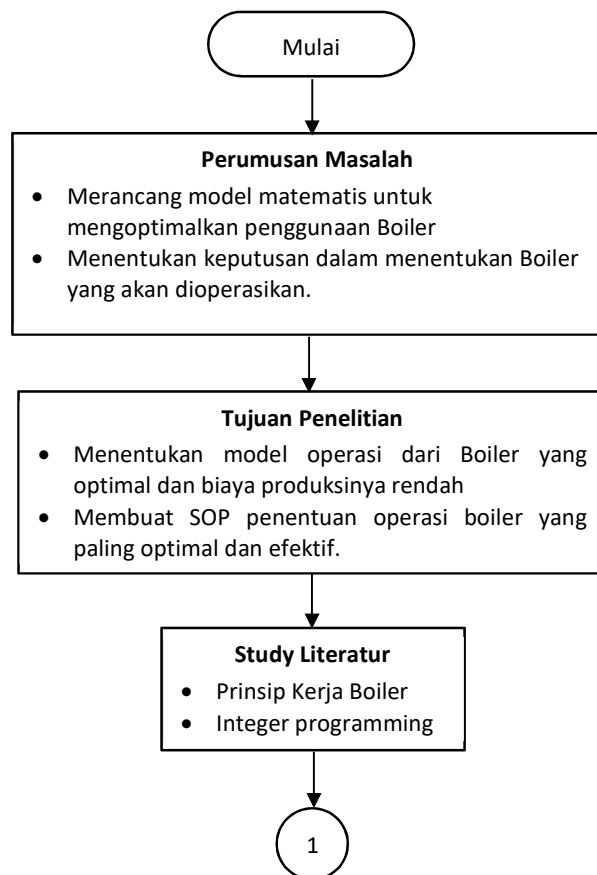 Mulai
Perumusan Masalah
• Merancang model matematis untuk
mengoptimalkan penggunaan Boiler
• Menentukan keputusan dalam menentukan Boiler
yang akan dioperasikan.
Tujuan Penelitian
• Menentukan model operasi dari Boiler yang
optimal dan biaya produksinya rendah
• Membuat SOP penentuan operasi boiler yang
paling optimal dan efektif.
Study Literatur
• Prinsip Kerja Boiler
• Integer programming
1